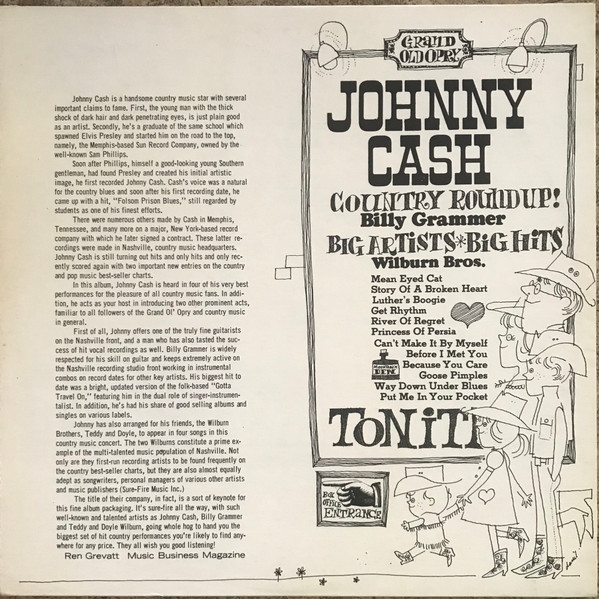 Johnny Cash is a handsome country music star with several
important claims to fame. First, the young man with the thick
shock of dark hair and dark penetrating eyes, is just plain good
as an artist. Secondly, he's a graduate of the same school which
spawned Elvis Presley and started him on the road to the top,
namely, the Memphis-based Sun Record Company, owned by the
well-known Sam Phillips.
Soon after Phillips, himself a good-looking young Southern
gentleman, had found Presley and created his initial artistic
image, he first recorded Johnny Cash. Cash's voice was a natural
for the country blues and soon after his first recording date, he
came up with a hit, "Folsom Prison Blues," still regarded by
students as one of his finest efforts.
There were numerous others made by Cash in Memphis,
Tennessee, and many more on a major, New York-based record
company with which he later signed a contract. These latter re-
cordings were made in Nashville, country music headquarters.
Johnny Cash is still turning out hits and only hits and only rec-
ently scored again with two important new entries on the country
and pop music best-seller charts.
In this album, Johnny Cash is heard in four of his very best
performances for the pleasure of all country music fans. In addi-
tion, he acts as your host in introducing two other prominent acts,
familiar to all followers of the Grand Ol' Opry and country music
in general.
First of all, Johnny offers one of the truly fine guitarists
on the Nashville front, and a man who has also tasted the suc-
cess of hit vocal recordings as well. Billy Grammer is widely
respected for his skill on guitar and keeps extremely active on
the Nashville recording studio front working in instrumental
combos on record dates for other key artists. His biggest hit to
date was a bright, updated version of the folk-based "Gotta
Travel On," featuring him in the dual role of singer-instrumen-
talist. In addition, he's had his share of good selling albums and
singles on various labels.
Johnny has also arranged for his friends, the Wilburn
Brothers, Teddy and Doyle, to appear in four songs in this
country music concert. The two Wilburns constitute a prime ex-
ample of the multi-talented music population of Nashville. Not
only are they first-run recording artists to be found frequently on
the country best-seller charts, but they are also almost equally
adept as songwriters, personal managers of various other artists
and music publishers (Sure-Fire Music Inc.)
The title of their company, in fact, is a sort of keynote for
this fine album packaging. It's sure-fire all the way, with such
well-known and talented artists as Johnny Cash, Billy Grammer
and Teddy and Doyle Wilburn, going whole hog to hand you the
biggest set of hit country performances you're likely to find any-
where for any price. They all wish you good listening!
Ren Grevatt Music Business Magazine
GRAND
OLD OPRY
JOHNNY
CASH
COUNTRY ROUNDUP!
Billy Grammer
BIG ARTISTS*BIG HITS
Wilburn Bros.
Mean Eyed Cat
Story Of A Broken Heart
Luther's Boogie
Get Rhythm
River Of Regret
Princess Of Persia
Can't Make It By Myself
Before I Met You
Because You Care
Goose Pimples
Way Down Under Blues
Put Me In Your Pocket
TONITE
BOX
OFFICE
ENTRANCE